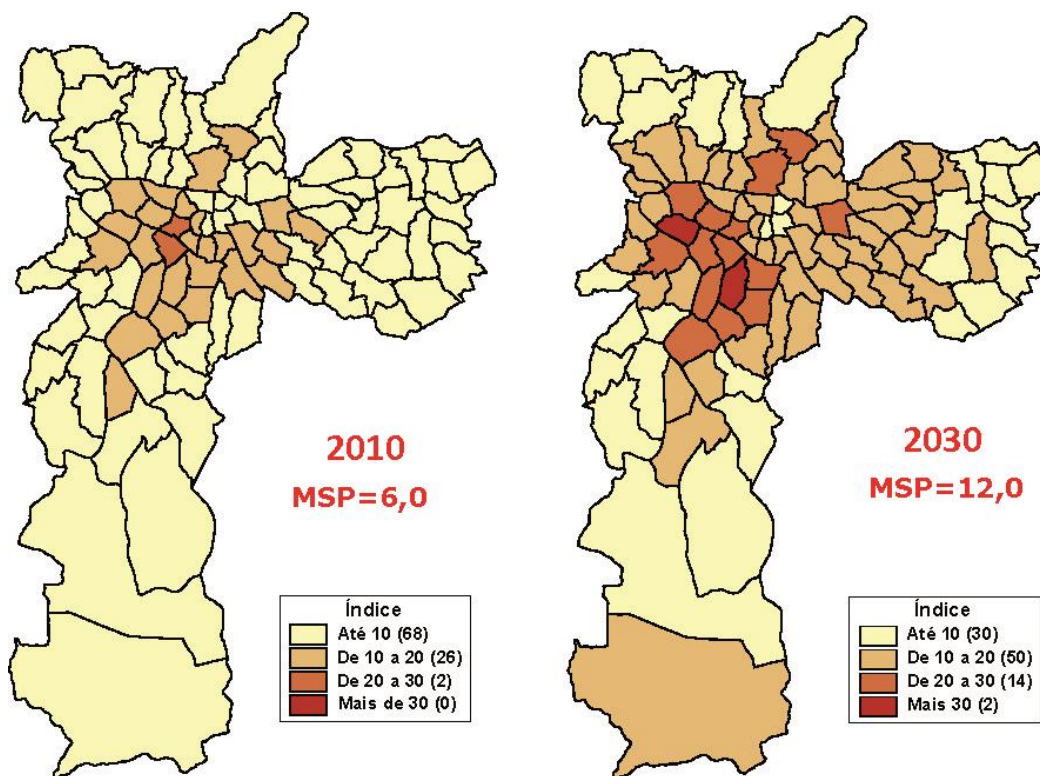 2010
MSP=6,0
Índice
Até 10 (68)
De 10 a 20 (26)
De 20 a 30 (2)
Mais de 30 (0)
2030
MSP=12,0
Índice
Até 10 (30)
De 10 a 20 (50)
De 20 a 30 (14)
Mais 30 (2)